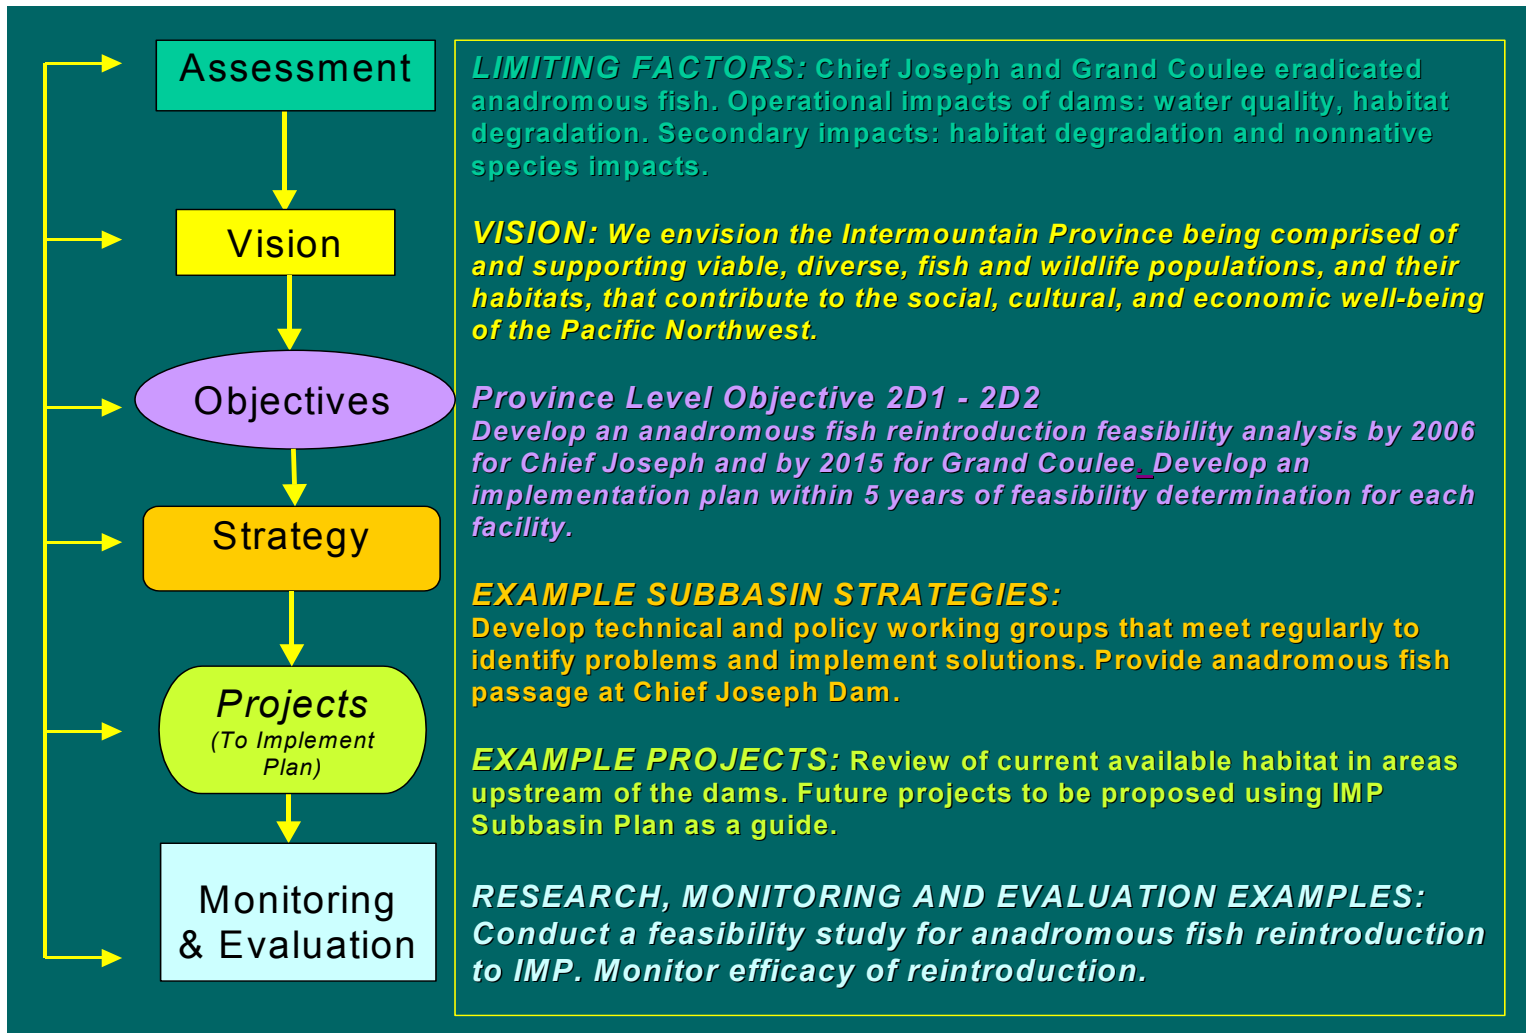 Assessment
LIMITING FACTORS: Chief Joseph and Grand Coulee eradicated
anadromous fish. Operational impacts of dams: water quality, habitat
degradation. Secondary impacts: habitat degradation and nonnative
species impacts.
Vision
VISION: We envision the Intermountain Province being comprised of
and supporting viable, diverse, fish and wildlife populations, and their
habitats, that contribute to the social, cultural, and economic well-being
of the Pacific Northwest.
Objectives
Province Level Objective 2D1 - 2D2
Develop an anadromous fish reintroduction feasibility analysis by 2006
for Chief Joseph and by 2015 for Grand Coulee. Develop an
implementation plan within 5 years of feasibility determination for each
facility.
Strategy
EXAMPLE SUBBASIN STRATEGIES:
Develop technical and policy working groups that meet regularly to
identify problems and implement solutions. Provide anadromous fish
passage at Chief Joseph Dam.
Projects
(To Implement
Plan)
EXAMPLE PROJECTS: Review of current available habitat in areas
upstream of the dams. Future projects to be proposed using IMP
Subbasin Plan as a guide.
Monitoring
& Evaluation
RESEARCH, MONITORING AND EVALUATION EXAMPLES:
Conduct a feasibility study for anadromous fish reintroduction
to IMP. Monitor efficacy of reintroduction.